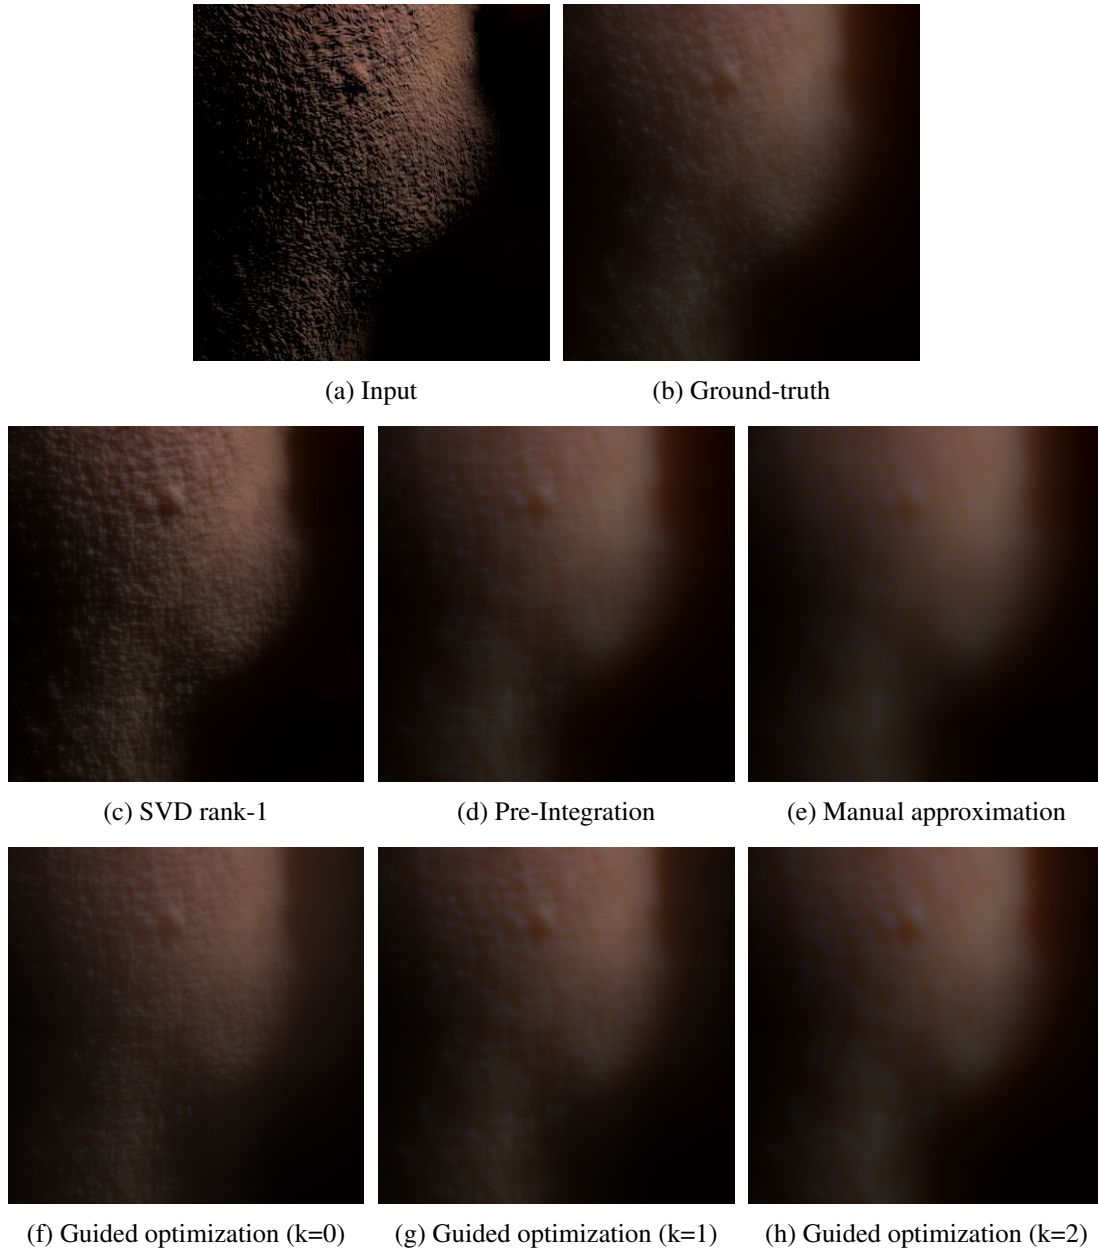 (a) Input
(b) Ground-truth
(c) SVD rank-1
(d) Pre-Integration
(e) Manual approximation
(f) Guided optimization (k=0)
(g) Guided optimization (k=1)
(h) Guided optimization (k=2)